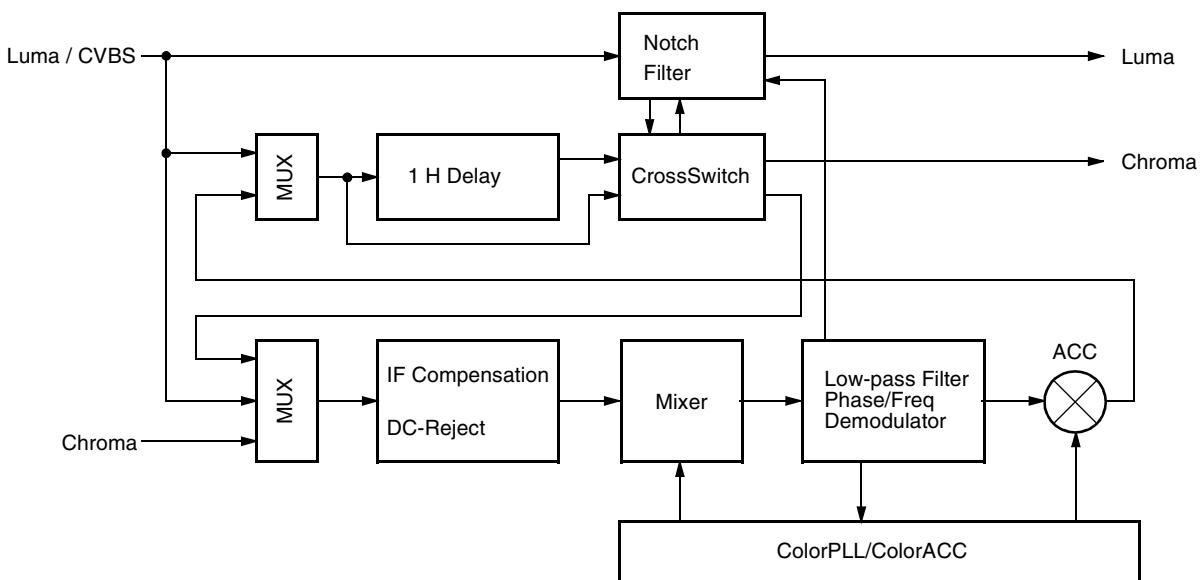 Luma / CVBS
Notch
Filter
Luma
MUX
1 H Delay
CrossSwitch
Chroma
ACC
MUX
IF Compensation
DC-Reject
Mixer
Low-pass Filter
Phase/Freq
Demodulator
Chroma
ColorPLL/ColorACC